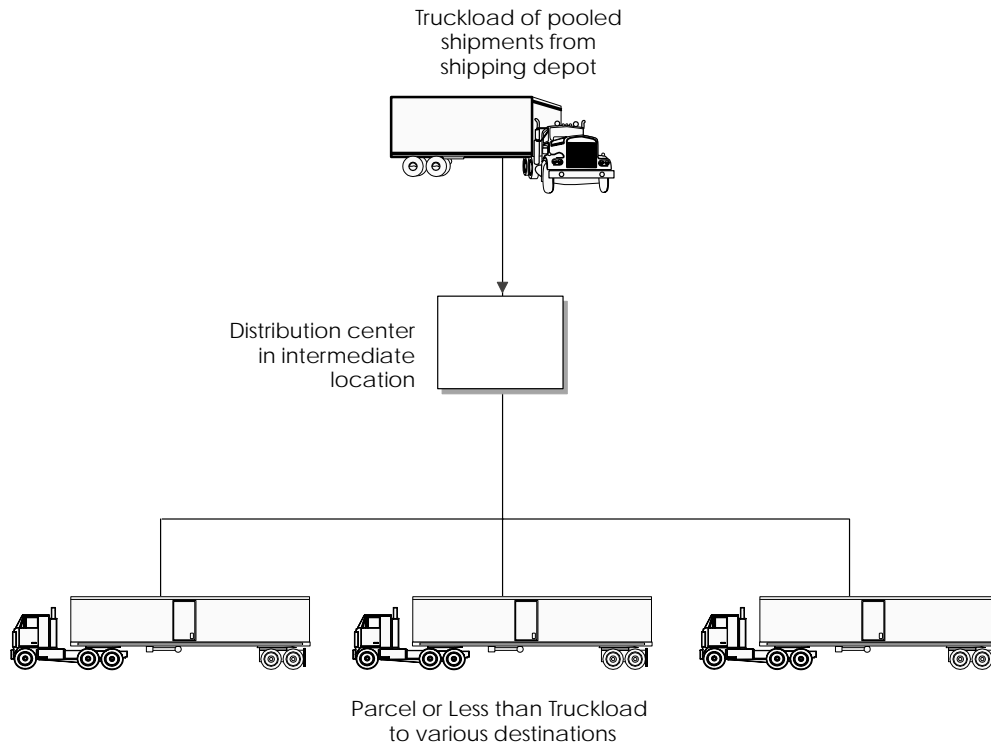 Truckload of pooled
shipments from
shipping depot
Distribution center
in intermediate
location
Parcel or Less than Truckload
to various destinations